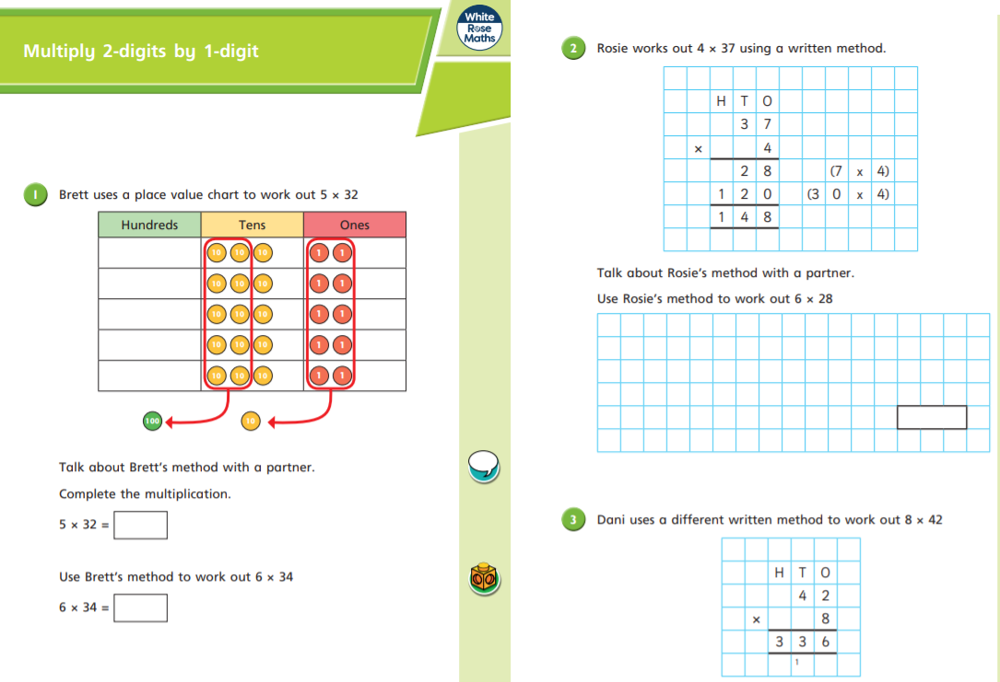 Multiply 2-digits by 1-digit
White
Rose
Maths
1 Brett uses a place value chart to work out 5 × 32
Hundreds Tens Ones
10 10 10 1 1
10 10 10 1 1
10 10 10 1 1
10 10 10 1 1
10 10 10 1 1
100 10
Talk about Brett's method with a partner.
Complete the multiplication.
5 × 32 =
Use Brett's method to work out 6 × 34
6 × 34 =
2 Rosie works out 4 × 37 using a written method.
H T O
3 7
× 4
2 8 (7 x 4)
1 2 0 (3 0 x 4)
1 4 8
Talk about Rosie's method with a partner.
Use Rosie's method to work out 6 × 28
3 Dani uses a different written method to work out 8 × 42
H T O
4 2
× 8
3 3 6
1